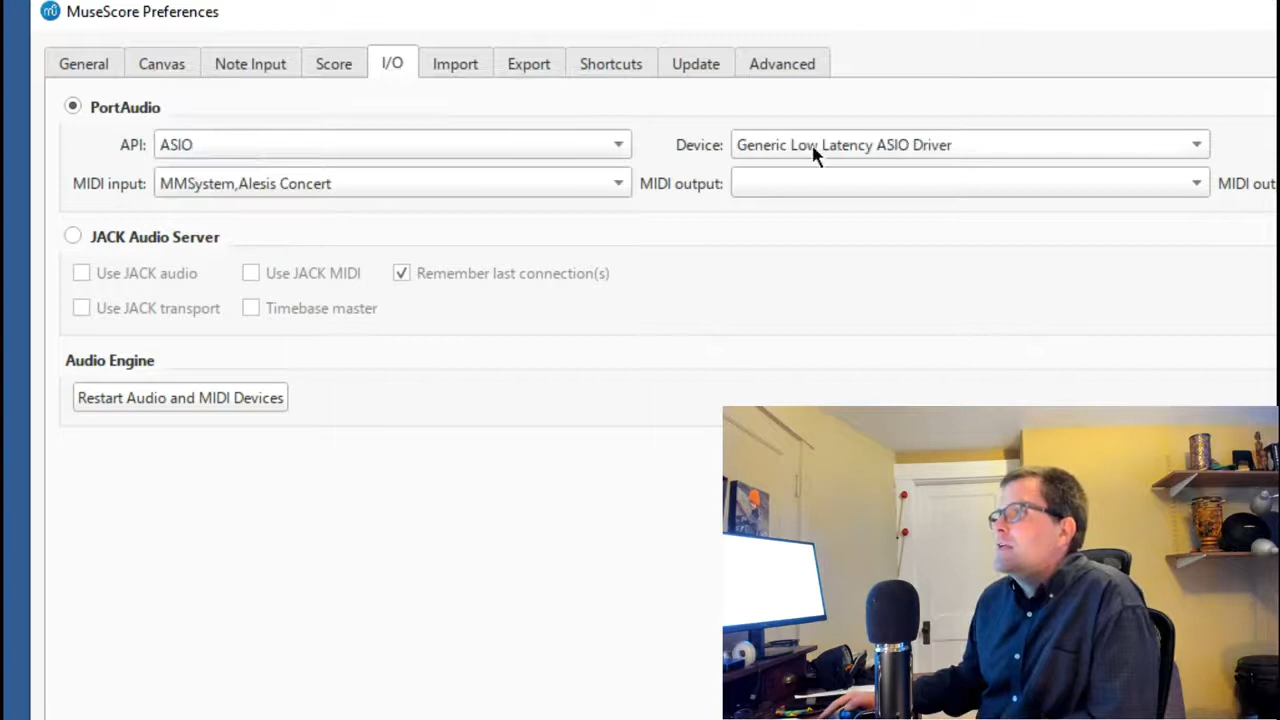 MuseScore Preferences
General Canvas Note Input Score I/O Import Export Shortcuts Update Advanced
PortAudio
API: ASIO Device: Generic Low Latency ASIO Driver
MIDI input: MMSystem,Alesis Concert MIDI output: MIDI out
JACK Audio Server
Use JACK audio Use JACK MIDI Remember last connection(s)
Use JACK transport Timebase master
Audio Engine
Restart Audio and MIDI Devices